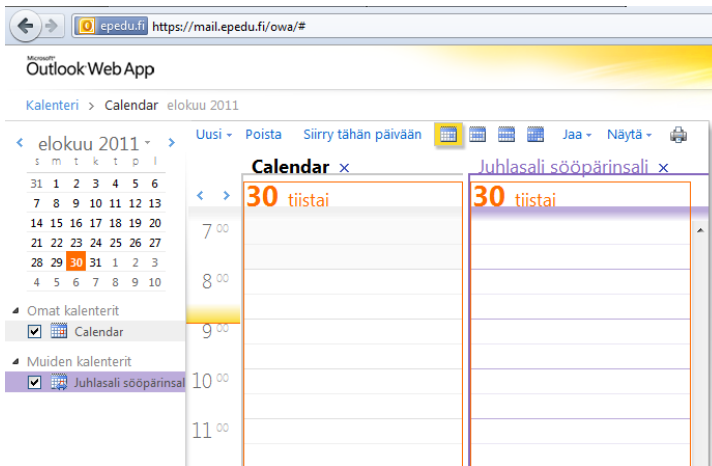 epedu.fi https://mail.epedu.fi/owa/#
Microsoft
Outlook Web App
Kalenteri > Calendar elokuu 2011
elokuu 2011
s m t k t p l
31 1 2 3 4 5 6
7 8 9 10 11 12 13
14 15 16 17 18 19 20
21 22 23 24 25 26 27
28 29 30 31 1 2 3
4 5 6 7 8 9 10
Omat kalenterit
Calendar
Muiden kalenterit
Juhlasali sööpärinsal
Uusi Poista Siirry tähän päivään Jaa Näytä
Calendar × Juhlasali sööpärinsali ×
30 tiistai 30 tiistai
7 00
8 00
9 00
10 00
11 00